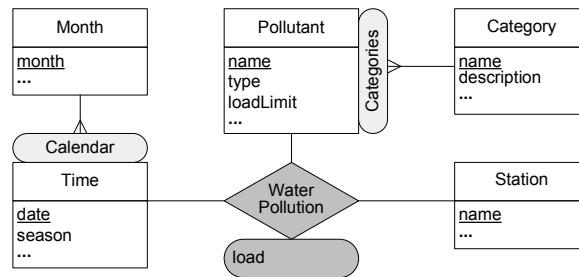 Month
month
...
Calendar
Time
date
season
...
Pollutant
name
type
loadLimit
...
Categories
Category
name
description
...
Water
Pollution
load
Station
name
...